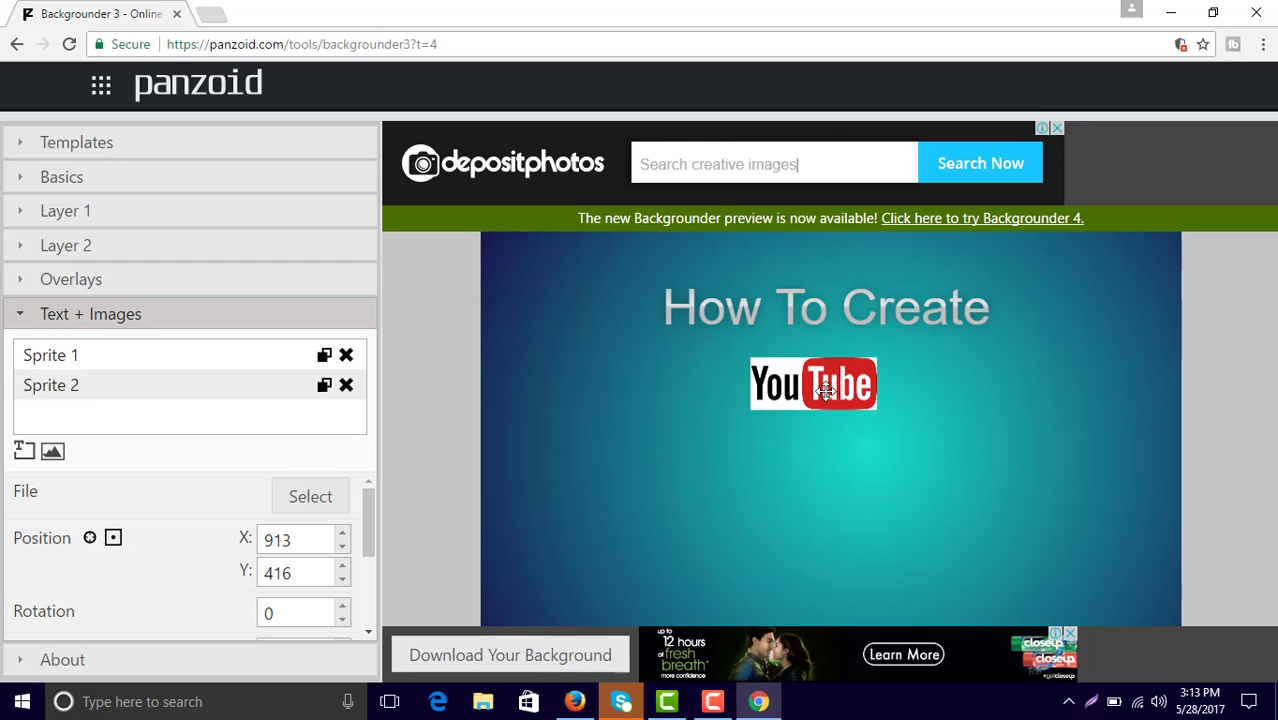 Backgrounder 3 - Online
Secure https://panzoid.com/tools/backgrounder3?t=4
panzoid
Templates
Basics
Layer 1
Layer 2
Overlays
Text + Images
Sprite 1
Sprite 2
File
Select
Position
X: 913
Y: 416
Rotation
0
About
depositphotos
Search creative images
Search Now
The new Backgrounder preview is now available! Click here to try Backgrounder 4.
How To Create
YouTube
Download Your Background
up to
12 hours
of fresh
breath
Learn More
closeup
closeup
Type here to search
3:13 PM
5/28/2017